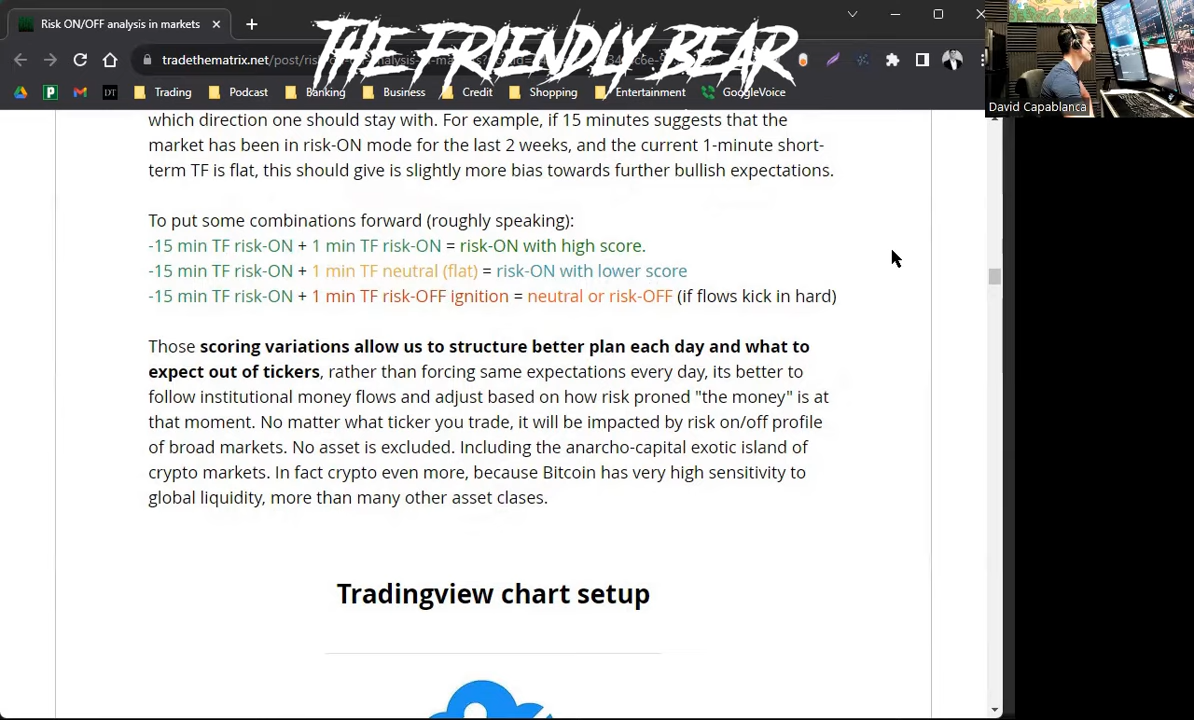 Risk ON/OFF analysis in markets
THE FRIENDLY BEAR
tradethematrix.net/post/ris
David Capablanca
DT
Trading
Podcast
Banking
Business
Credit
Shopping
Entertainment
GoogleVoice
which direction one should stay with. For example, if 15 minutes suggests that the
market has been in risk-ON mode for the last 2 weeks, and the current 1-minute short-
term TF is flat, this should give is slightly more bias towards further bullish expectations.
To put some combinations forward (roughly speaking):
-15 min TF risk-ON + 1 min TF risk-ON = risk-ON with high score.
-15 min TF risk-ON + 1 min TF neutral (flat) = risk-ON with lower score
-15 min TF risk-ON + 1 min TF risk-OFF ignition = neutral or risk-OFF (if flows kick in hard)
Those scoring variations allow us to structure better plan each day and what to
expect out of tickers, rather than forcing same expectations every day, its better to
follow institutional money flows and adjust based on how risk proned "the money" is at
that moment. No matter what ticker you trade, it will be impacted by risk on/off profile
of broad markets. No asset is excluded. Including the anarcho-capital exotic island of
crypto markets. In fact crypto even more, because Bitcoin has very high sensitivity to
global liquidity, more than many other asset clases.
Tradingview chart setup